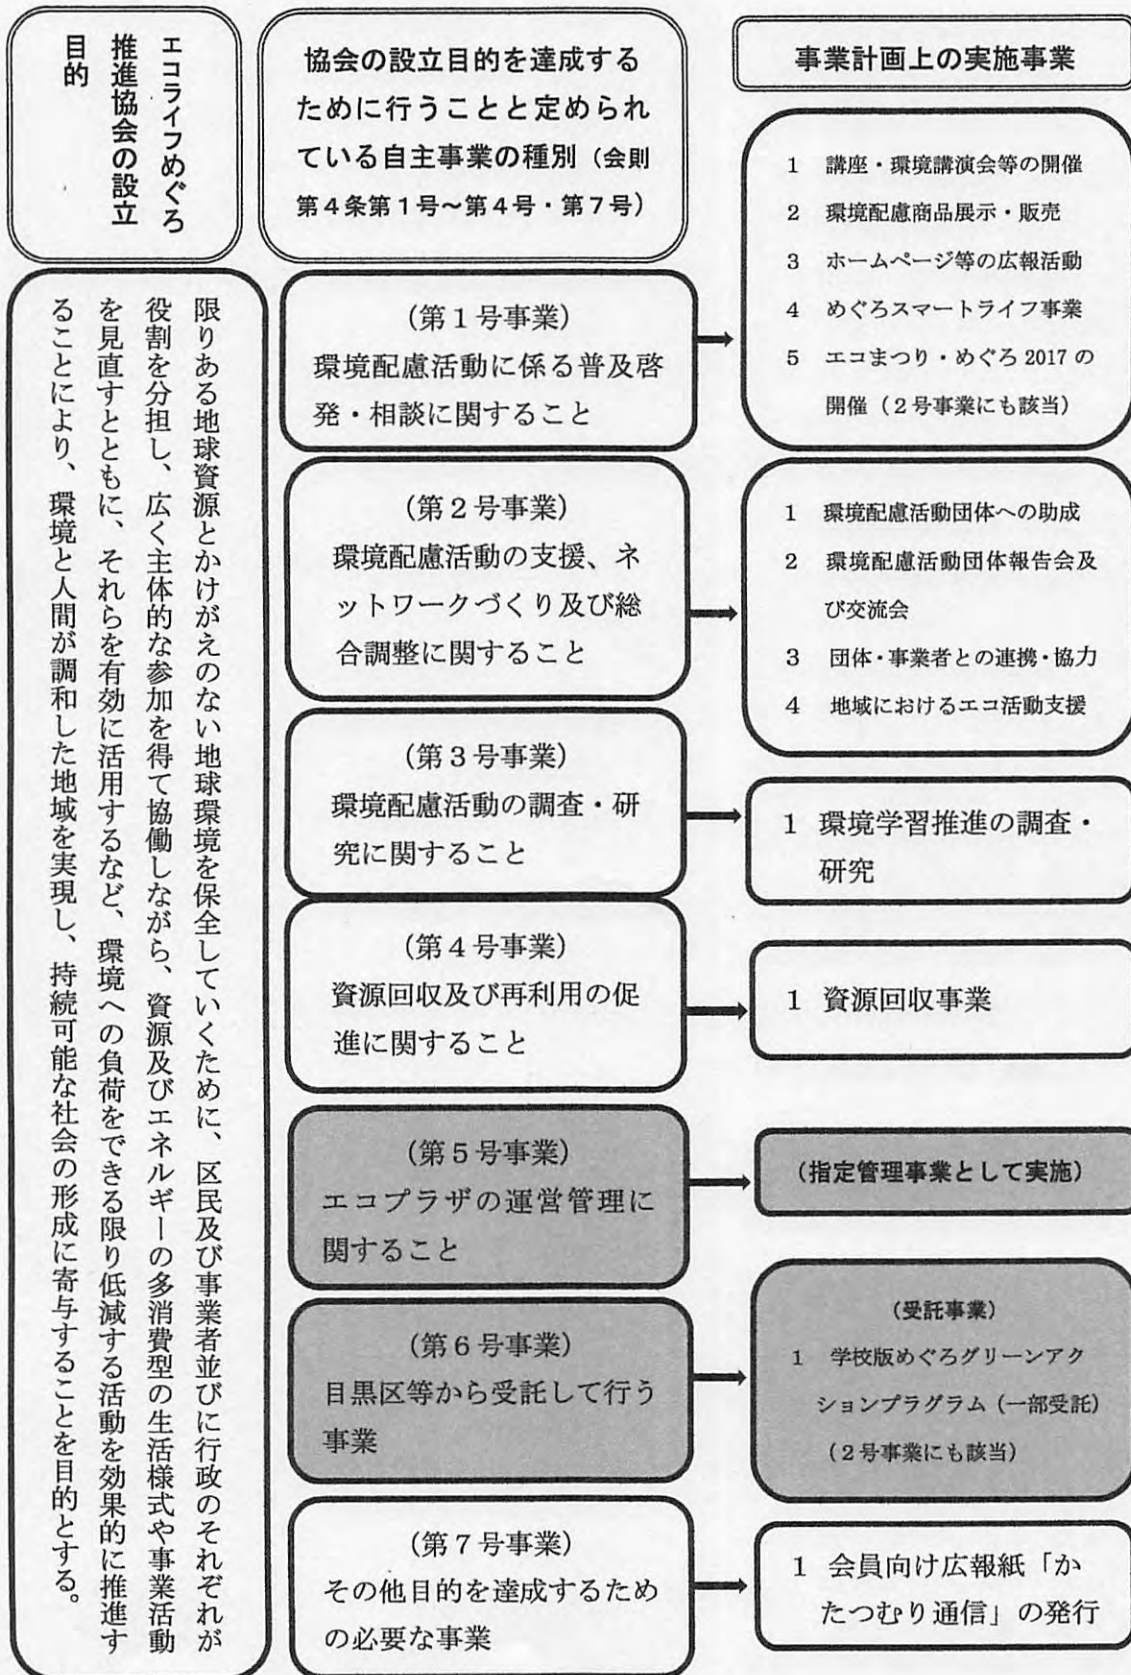 エコライフめぐろ
推進協会の設立
目的
限りある地球資源とかけがえのない地球環境を保全していくために、区民及び事業者並びに行政のそれぞれが
役割を分担し、広く主体的な参加を得て協働しながら、資源及びエネルギーの多消費型の生活様式や事業活動
を見直すとともに、それらを有効に活用するなど、環境への負荷をできる限り低減する活動を効果的に推進す
ることにより、環境と人間が調和した地域を実現し、持続可能な社会の形成に寄与することを目的とする。
協会の設立目的を達成する
ために行うことと定められ
ている自主事業の種別（会則
第4条第1号～第4号・第7号）
（第1号事業）
環境配慮活動に係る普及啓
発・相談に関すること
（第2号事業）
環境配慮活動の支援、ネ
ットワークづくり及び総
合調整に関すること
（第3号事業）
環境配慮活動の調査・研
究に関すること
（第4号事業）
資源回収及び再利用の促
進に関すること
（第5号事業）
エコプラザの運営管理に
関すること
（第6号事業）
目黒区等から受託して行う
事業
（第7号事業）
その他目的を達成するため
の必要な事業
事業計画上の実施事業
1 講座・環境講演会等の開催
2 環境配慮商品展示・販売
3 ホームページ等の広報活動
4 めぐろスマートライフ事業
5 エコまつり・めぐろ2017の
開催（2号事業にも該当）
1 環境配慮活動団体への助成
2 環境配慮活動団体報告会及
び交流会
3 団体・事業者との連携・協力
4 地域におけるエコ活動支援
1 環境学習推進の調査・
研究
1 資源回収事業
（指定管理事業として実施）
（受託事業）
1 学校版めぐろグリーンアク
ションプラグラム（一部受託）
（2号事業にも該当）
1 会員向け広報紙「か
たつむり通信」の発行